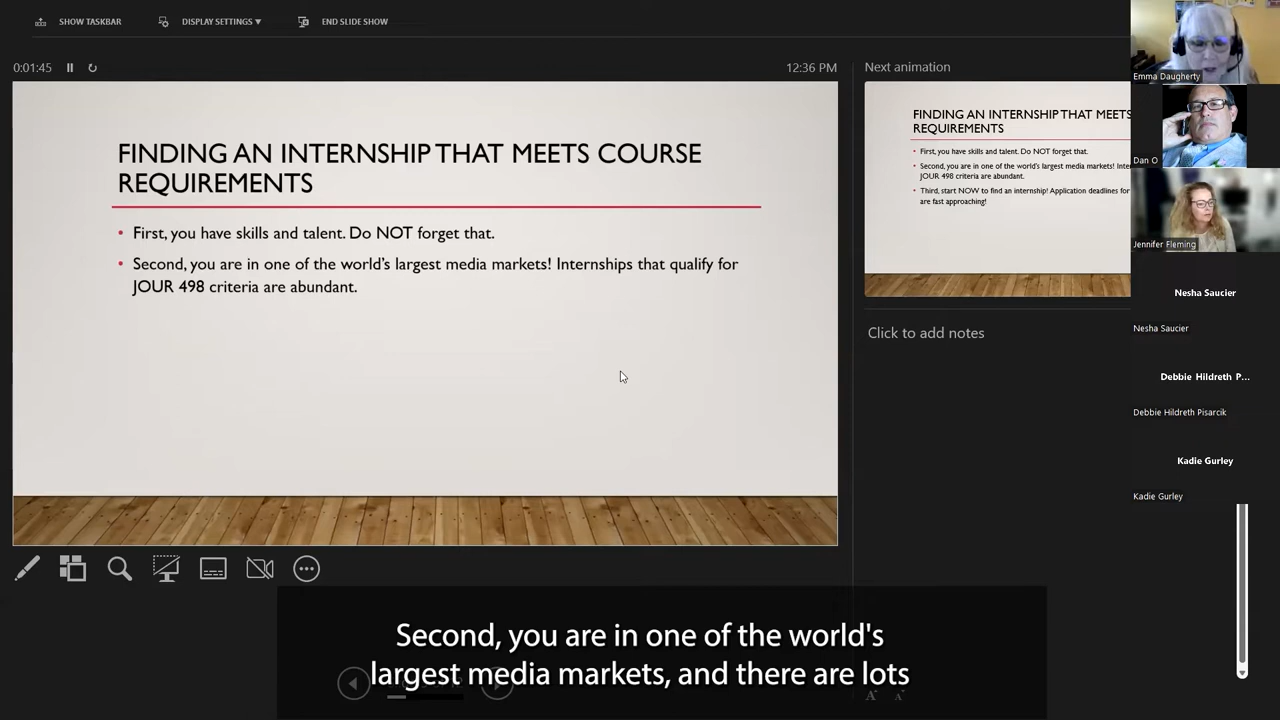 SHOW TASKBAR
DISPLAY SETTINGS ▼
END SLIDE SHOW
0:01:45
12:36 PM
FINDING AN INTERNSHIP THAT MEETS COURSE
REQUIREMENTS
• First, you have skills and talent. Do NOT forget that.
• Second, you are in one of the world's largest media markets! Internships that qualify for
JOUR 498 criteria are abundant.
Next animation
FINDING AN INTERNSHIP THAT MEETS
REQUIREMENTS
• First, you have skills and talent. Do NOT forget that.
• Second, you are in one of the world's largest media markets!
JOUR 498 criteria are abundant.
• Third, start NOW to find an internship! Application deadlines for
are fast approaching!
Click to add notes
Emma Daugherty
Dan O
Jennifer Fleming
Nesha Saucier
Nesha Saucier
Debbie Hildreth P...
Debbie Hildreth Pisarcik
Kadie Gurley
Kadie Gurley
Second, you are in one of the world's
largest media markets, and there are lots
A A